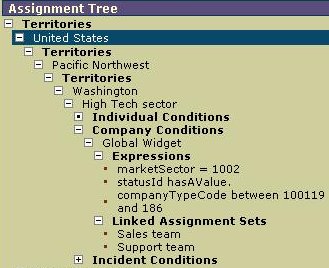 Assignment Tree
Territories
United States
Territories
Pacific Northwest
Territories
Washington
High Tech sector
Individual Conditions
Company Conditions
Global Widget
Expressions
marketSector = 1002
statusId hasAValue.
companyTypeCode between 100119
and 186
Linked Assignment Sets
Sales team
Support team
Incident Conditions